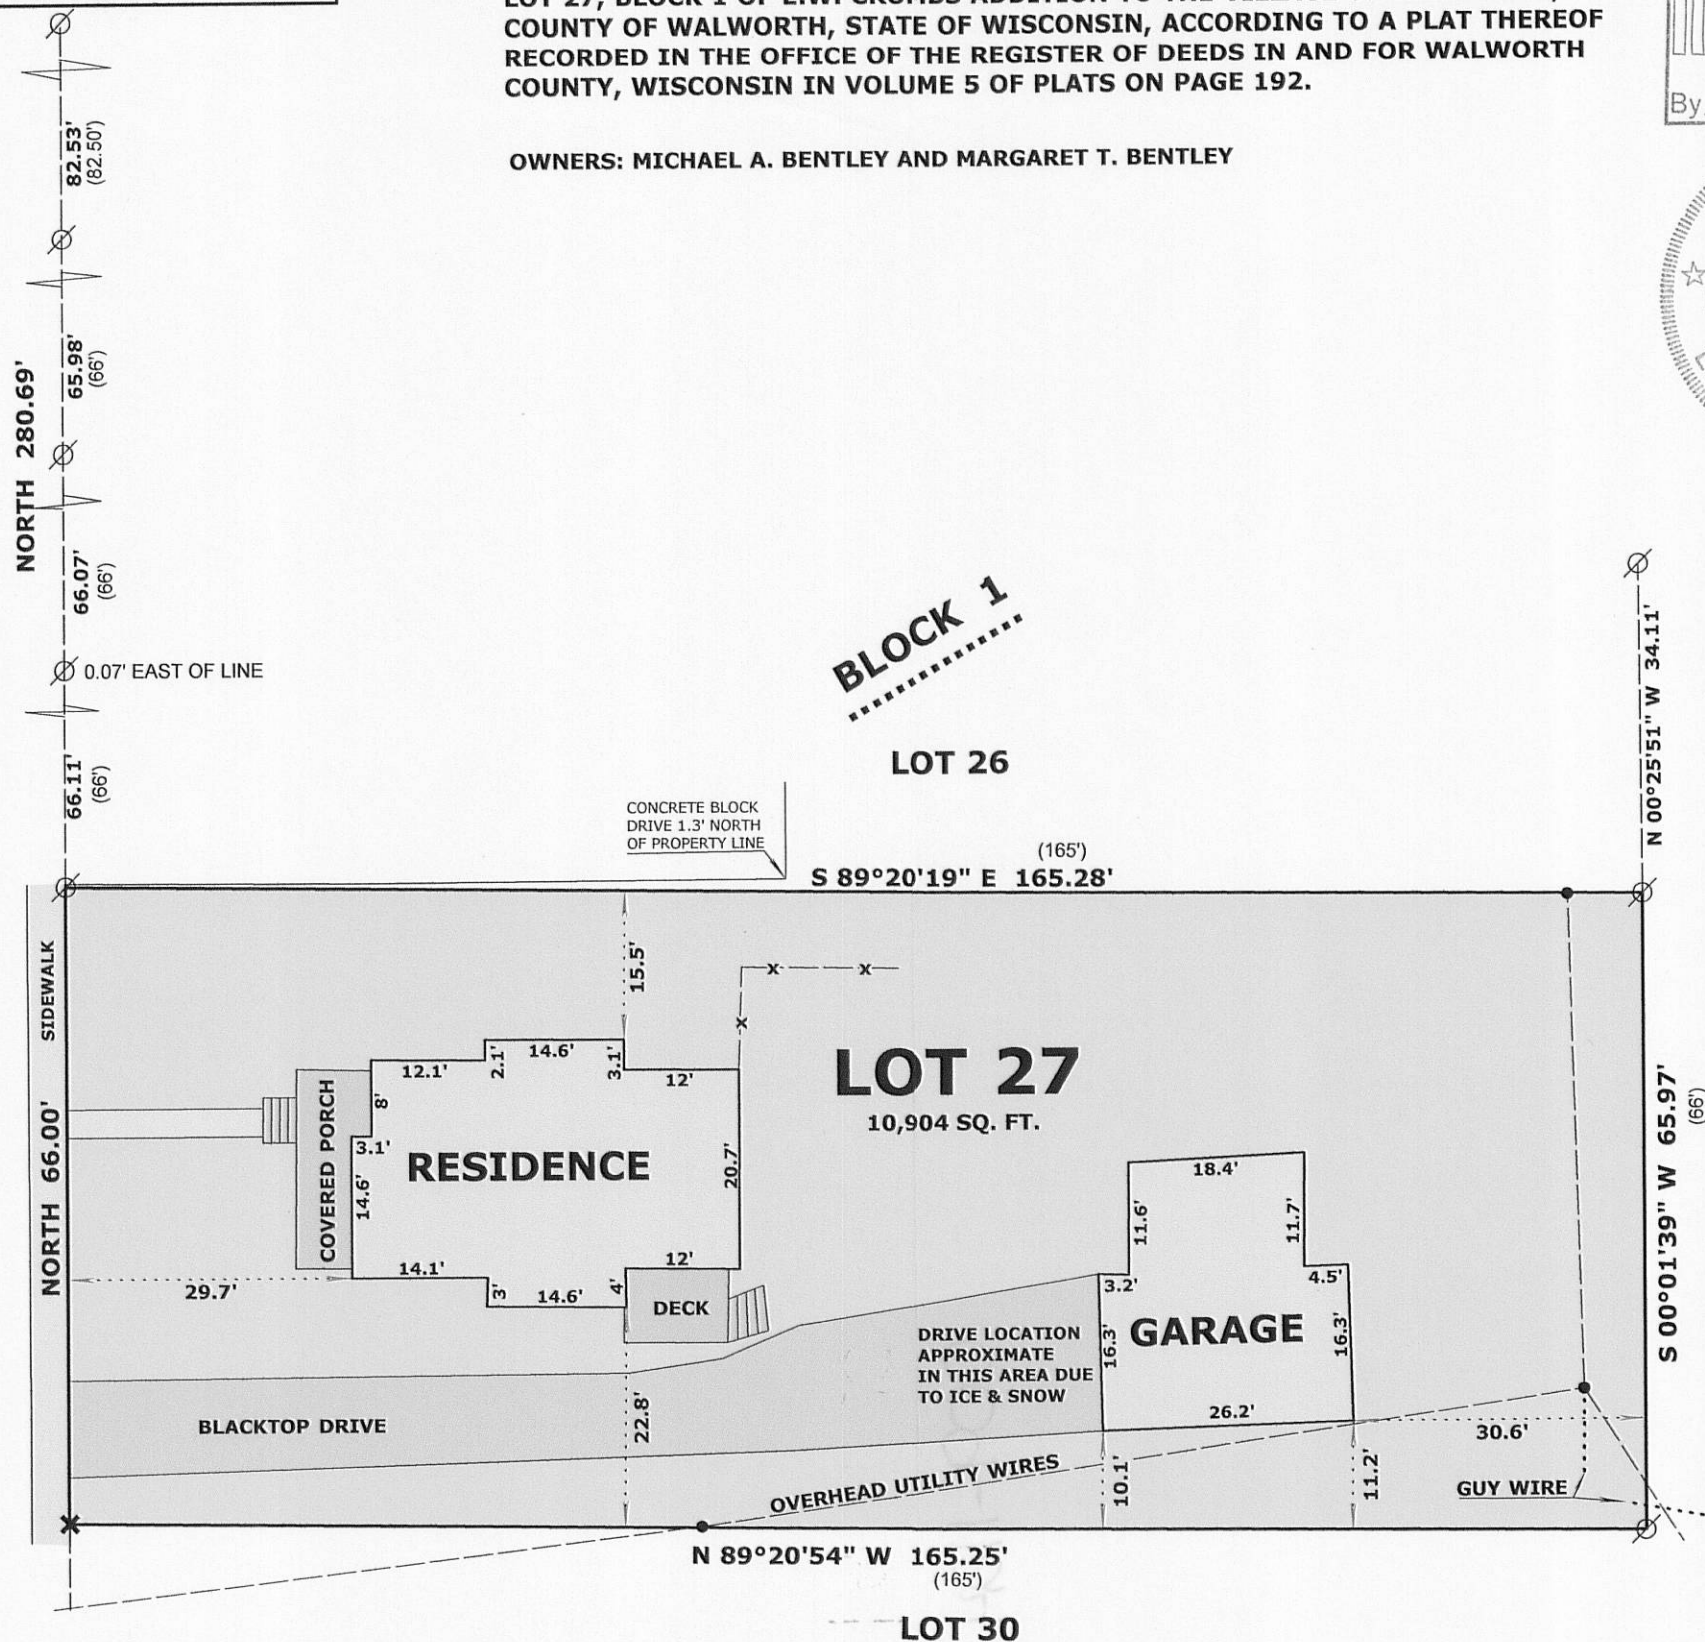 COUNTY OF WALWORTH, STATE OF WISCONSIN, ACCORDING TO A PLAT THEREOF
RECORDED IN THE OFFICE OF THE REGISTER OF DEEDS IN AND FOR WALWORTH
COUNTY, WISCONSIN IN VOLUME 5 OF PLATS ON PAGE 192.
By
OWNERS: MICHAEL A. BENTLEY AND MARGARET T. BENTLEY
82.53'
(82.50')
65.98'
(66')
NORTH 280.69'
66.07'
(66')
0.07' EAST OF LINE
66.11'
(66')
BLOCK 1
LOT 26
N 00°25'51" W 34.11'
CONCRETE BLOCK
DRIVE 1.3' NORTH
OF PROPERTY LINE
(165')
S 89°20'19" E 165.28'
SIDEWALK
NORTH 66.00'
15.5'
x
x
x
14.6'
2.1'
3.1'
12.1'
12'
8'
COVERED PORCH
3.1'
14.6'
RESIDENCE
20.7'
LOT 27
10,904 SQ. FT.
S 00°01'39" W 65.97'
(66')
18.4'
11.6'
11.7'
14.1'
12'
29.7'
3'
14.6'
4'
DECK
3.2'
4.5'
GARAGE
16.3'
16.3'
DRIVE LOCATION
APPROXIMATE
IN THIS AREA DUE
TO ICE & SNOW
26.2'
BLACKTOP DRIVE
22.8'
30.6'
OVERHEAD UTILITY WIRES
10.1'
11.2'
GUY WIRE
N 89°20'54" W 165.25'
(165')
LOT 30